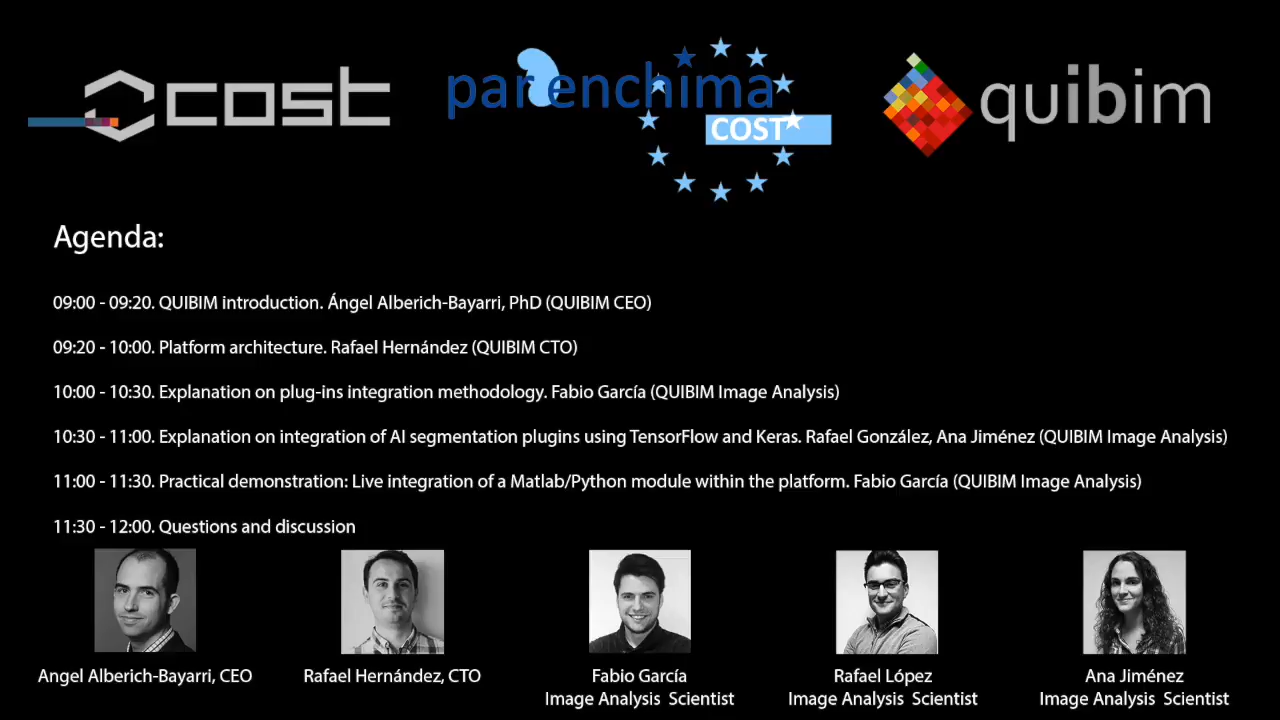 cost
parenchima
COST
quibim
Agenda:
09:00 - 09:20. QUIBIM introduction. Ángel Alberich-Bayarri, PhD (QUIBIM CEO)
09:20 - 10:00. Platform architecture. Rafael Hernández (QUIBIM CTO)
10:00 - 10:30. Explanation on plug-ins integration methodology. Fabio García (QUIBIM Image Analysis)
10:30 - 11:00. Explanation on integration of AI segmentation plugins using TensorFlow and Keras. Rafael González, Ana Jiménez (QUIBIM Image Analysis)
11:00 - 11:30. Practical demonstration: Live integration of a Matlab/Python module within the platform. Fabio García (QUIBIM Image Analysis)
11:30 - 12:00. Questions and discussion
Angel Alberich-Bayarri, CEO
Rafael Hernández, CTO
Fabio García
Image Analysis Scientist
Rafael López
Image Analysis Scientist
Ana Jiménez
Image Analysis Scientist